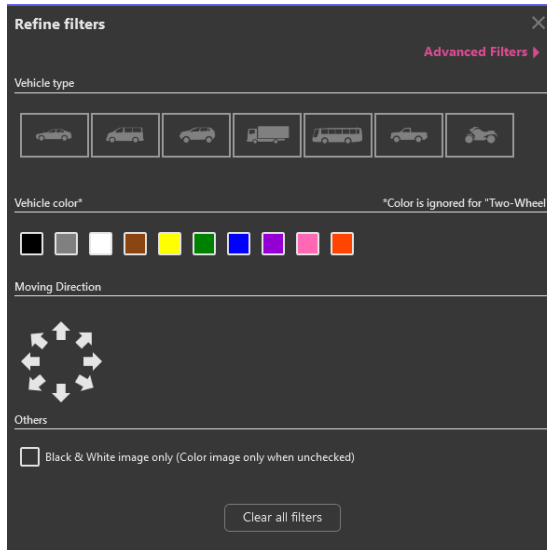 Refine filters
Advanced Filters
Vehicle type
Vehicle color* *Color is ignored for "Two-Wheel
Moving Direction
Others
Black & White image only (Color image only when unchecked)
Clear all filters